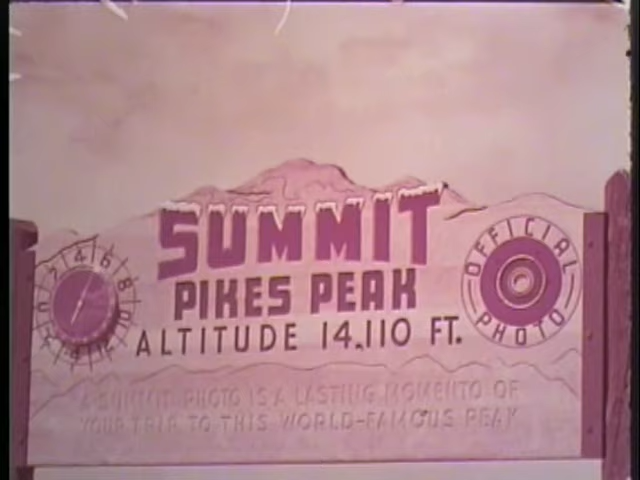 SUMMIT
PIKES PEAK
ALTITUDE 14,110 FT.
OFFICIAL
PHOTO
A SUMMIT PHOTO IS A LASTING MOMENTO OF
YOUR TRIP TO THIS WORLD-FAMOUS PEAK